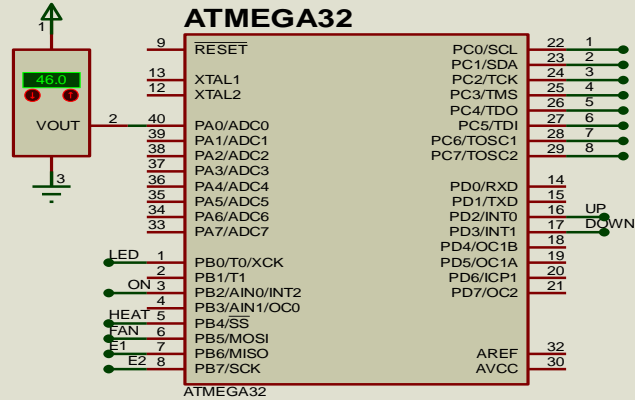 ATMEGA32
1
46.0
VOUT
2
3
9 RESET
13 XTAL1
12 XTAL2
40 PA0/ADC0
39 PA1/ADC1
38 PA2/ADC2
37 PA3/ADC3
36 PA4/ADC4
35 PA5/ADC5
34 PA6/ADC6
33 PA7/ADC7
LED 1 PB0/T0/XCK
2 PB1/T1
ON 3 PB2/AIN0/INT2
4 PB3/AIN1/OC0
HEAT 5 PB4/SS
FAN 6 PB5/MOSI
E1 7 PB6/MISO
E2 8 PB7/SCK
PC0/SCL 22 1
PC1/SDA 23 2
PC2/TCK 24 3
PC3/TMS 25 4
PC4/TDO 26 5
PC5/TDI 27 6
PC6/TOSC1 28 7
PC7/TOSC2 29 8
PD0/RXD 14
PD1/TXD 15
PD2/INT0 16 UP
PD3/INT1 17 DOWN
PD4/OC1B 18
PD5/OC1A 19
PD6/ICP1 20
PD7/OC2 21
AREF 32
AVCC 30
ATMEGA32